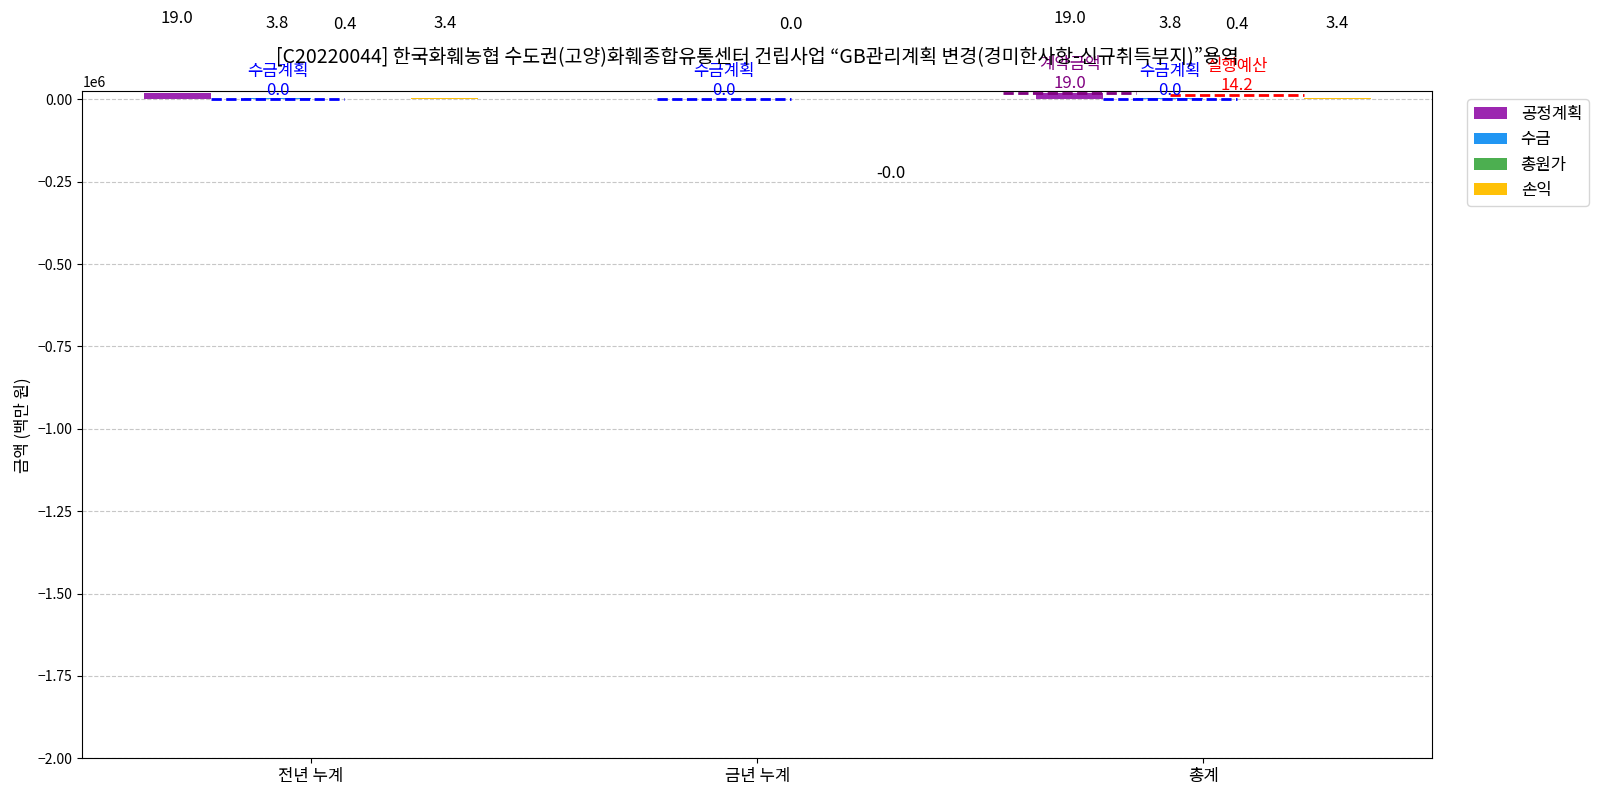 19.0
3.8
0.4
3.4
0.0
19.0
3.8
0.4
3.4
[C20220044] 한국화훼농협 수도권(고양)화훼종합유통센터 건립사업 “GB관리계획 변경(경미한사항-신규취득부지)”용역
수금계획
0.0
수금계획
0.0
계약금액
19.0
수금계획
0.0
실행예산
14.2
1e6
0.00
−0.25
−0.50
−0.75
−1.00
−1.25
−1.50
−1.75
−2.00
-0.0
금액 (백만 원)
전년 누계
금년 누계
총계
공정계획
수금
총원가
손익